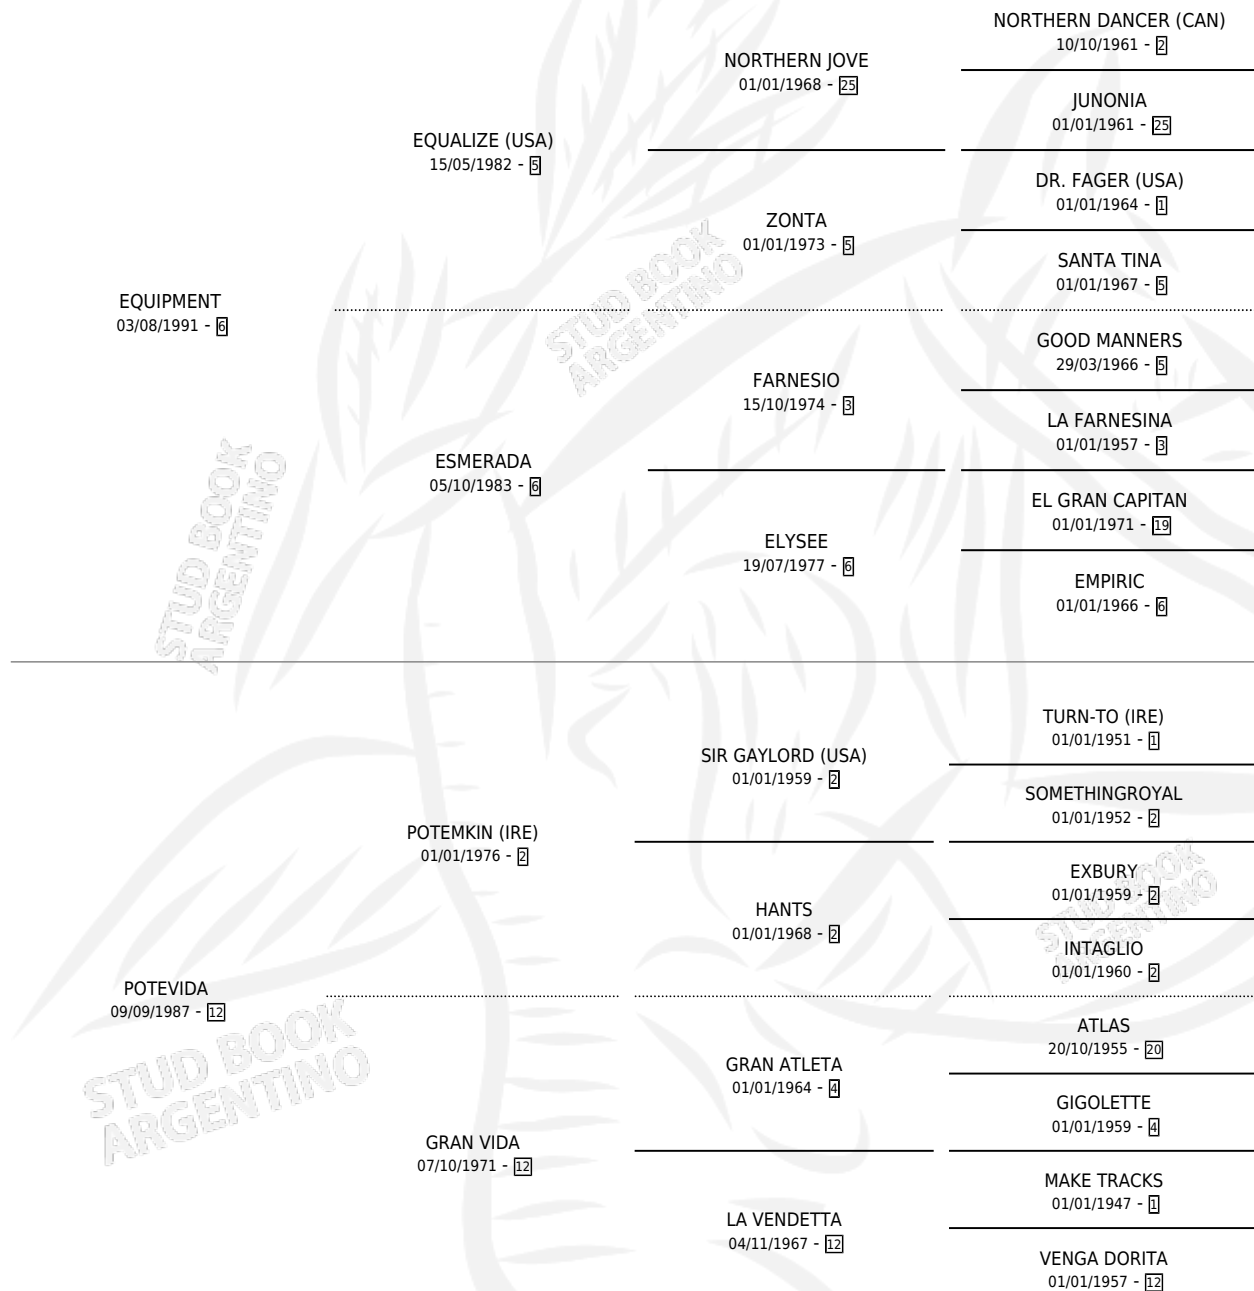 NORTHERN DANCER (CAN)
10/10/1961 - 2
NORTHERN JOVE
01/01/1968 - 25
JUNONIA
01/01/1961 - 25
EQUALIZE (USA)
15/05/1982 - 5
DR. FAGER (USA)
01/01/1964 - 1
ZONTA
01/01/1973 - 5
SANTA TINA
01/01/1967 - 5
EQUIPMENT
03/08/1991 - 6
STUD BOOK
ARGENTINO
GOOD MANNERS
29/03/1966 - 5
FARNESIO
15/10/1974 - 3
LA FARNESINA
01/01/1957 - 3
ESMERADA
05/10/1983 - 6
EL GRAN CAPITAN
01/01/1971 - 19
ELYSEE
19/07/1977 - 6
EMPIRIC
01/01/1966 - 6
STUD BOOK
ARGENTINO
TURN-TO (IRE)
01/01/1951 - 1
SIR GAYLORD (USA)
01/01/1959 - 2
SOMETHINGROYAL
01/01/1952 - 2
POTEMKIN (IRE)
01/01/1976 - 2
EXBURY
01/01/1959 - 2
HANTS
01/01/1968 - 2
INTAGLIO
01/01/1960 - 2
STUD BOOK
ARGENTINO
POTEVIDA
09/09/1987 - 12
ATLAS
20/10/1955 - 20
GRAN ATLETA
01/01/1964 - 4
GIGOLETTE
01/01/1959 - 4
STUD BOOK
ARGENTINO
GRAN VIDA
07/10/1971 - 12
MAKE TRACKS
01/01/1947 - 1
LA VENDETTA
04/11/1967 - 12
VENGA DORITA
01/01/1957 - 12